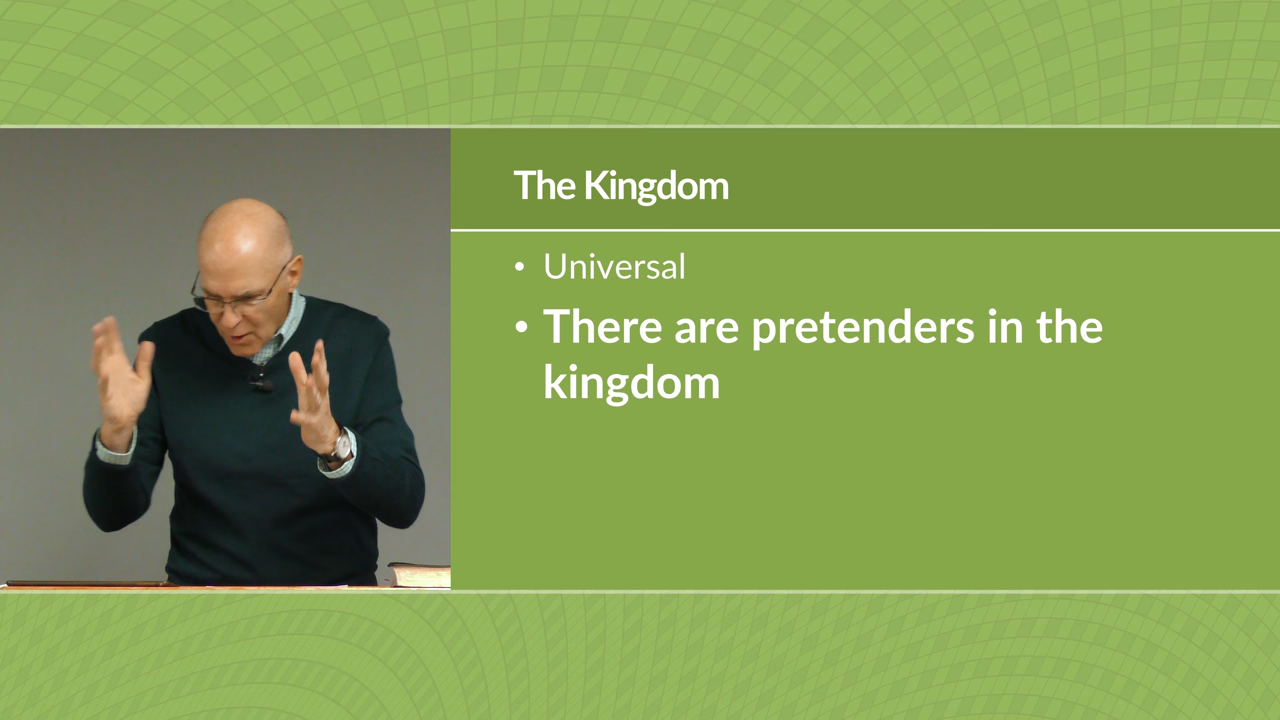 The Kingdom
• Universal
• There are pretenders in the
kingdom